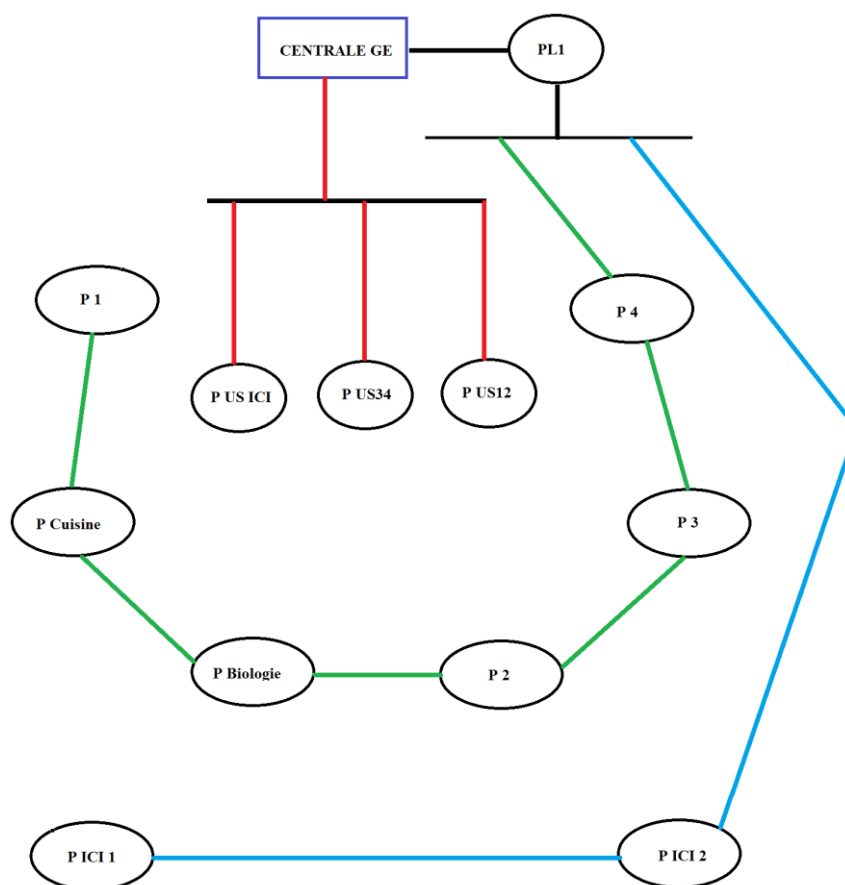 CENTRALE GE
PL1
P 1
P 4
P US ICI
P US34
P US12
P Cuisine
P 3
P Biologie
P 2
P ICI 1
P ICI 2